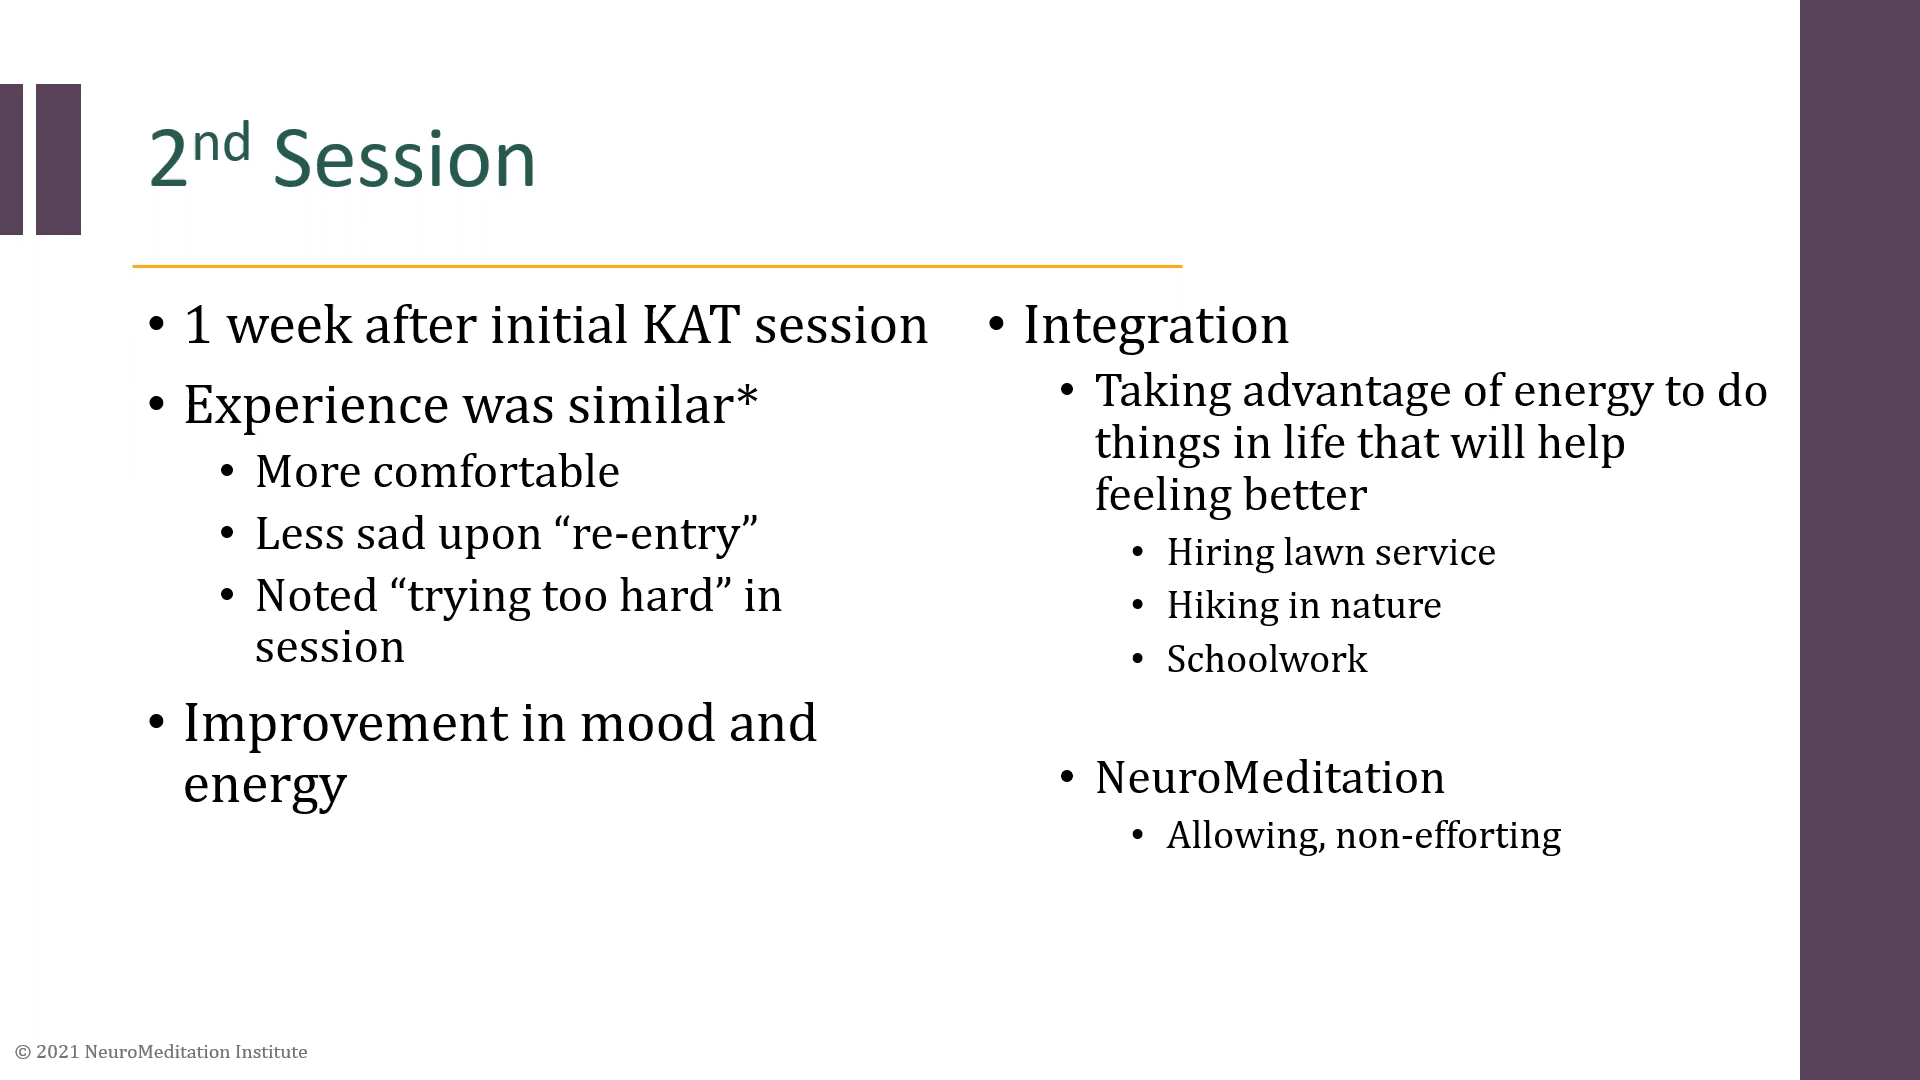 2nd Session
• 1 week after initial KAT session
• Experience was similar*
• More comfortable
• Less sad upon “re-entry”
• Noted “trying too hard” in
session
• Improvement in mood and
energy
• Integration
• Taking advantage of energy to do
things in life that will help
feeling better
• Hiring lawn service
• Hiking in nature
• Schoolwork
• NeuroMeditation
• Allowing, non-efforting
© 2021 NeuroMeditation Institute